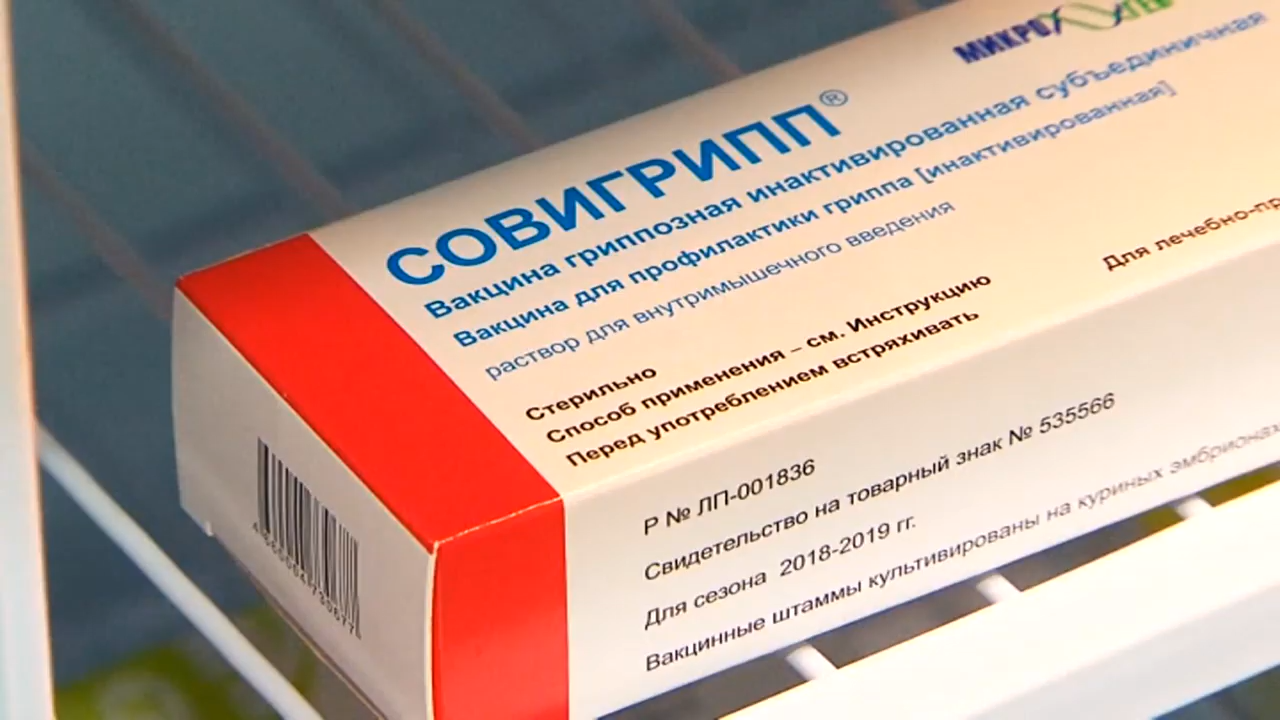 МИКРОГЕН
СОВИГРИПП®
Вакцина гриппозная инактивированная субъединичная
Вакцина для профилактики гриппа [инактивированная]
раствор для внутримышечного введения
Для лечебно-пр
Стерильно
Способ применения – см. Инструкцию
Перед употреблением встряхивать
Р № ЛП-001836
Свидетельство на товарный знак № 535566
Для сезона 2018-2019 гг.
Вакцинные штаммы культивированы на куриных эмбрионах